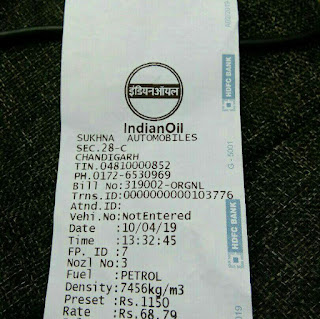 इंडियनऑयल
IndianOil
SUKHNA AUTOMOBILES
SEC.28-C
CHANDIGARH
TIN.04810000852
PH.0172-6530969
Bill No:319002-ORGNL
Trns.ID:0000000000103776
Atnd.ID:
Vehi.No:NotEntered
Date :10/04/19
Time :13:32:45
FP. ID :7
Nozl No:3
Fuel :PETROL
Density:7456kg/m3
Preset :Rs.1150
Rate :Rs.68.79
HDFC BANK
G - 5001
HDFC BANK